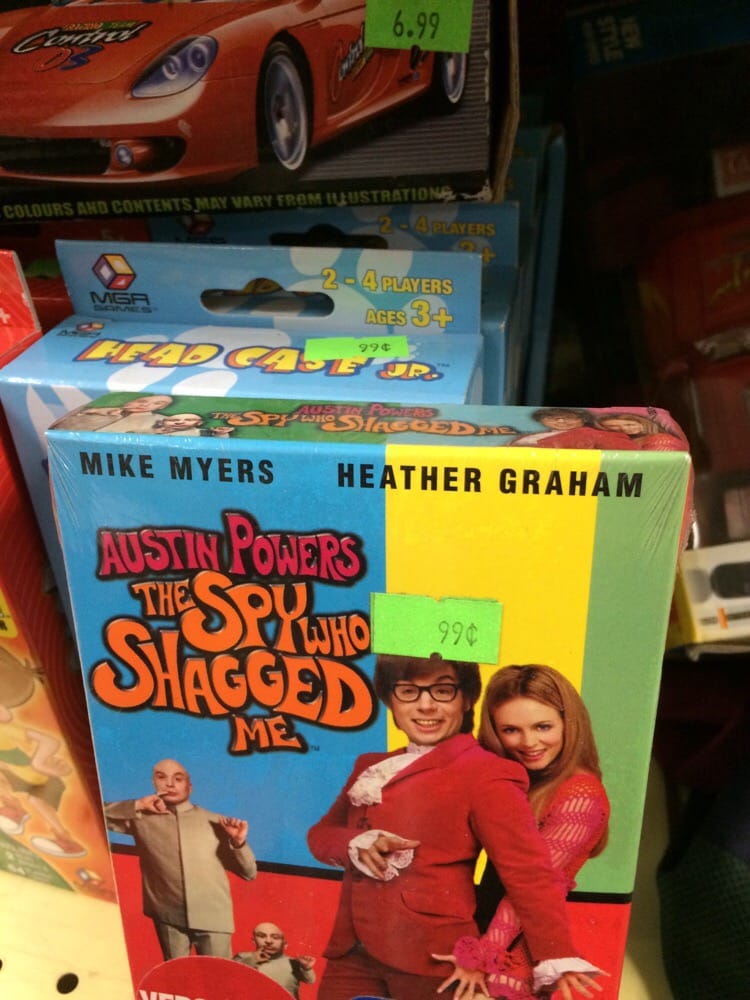 Control
6.99
COLOURS AND CONTENTS MAY VARY FROM ILLUSTRATIONS
2 - 4 PLAYERS
MGA
GAMES
2 - 4 PLAYERS
AGES 3+
HEAD CASE JR.™
99¢
AUSTIN POWERS
THE SPY WHO SHAGGED ME
MIKE MYERS HEATHER GRAHAM
AUSTIN POWERS
THE SPY WHO
SHAGGED
ME™
99¢